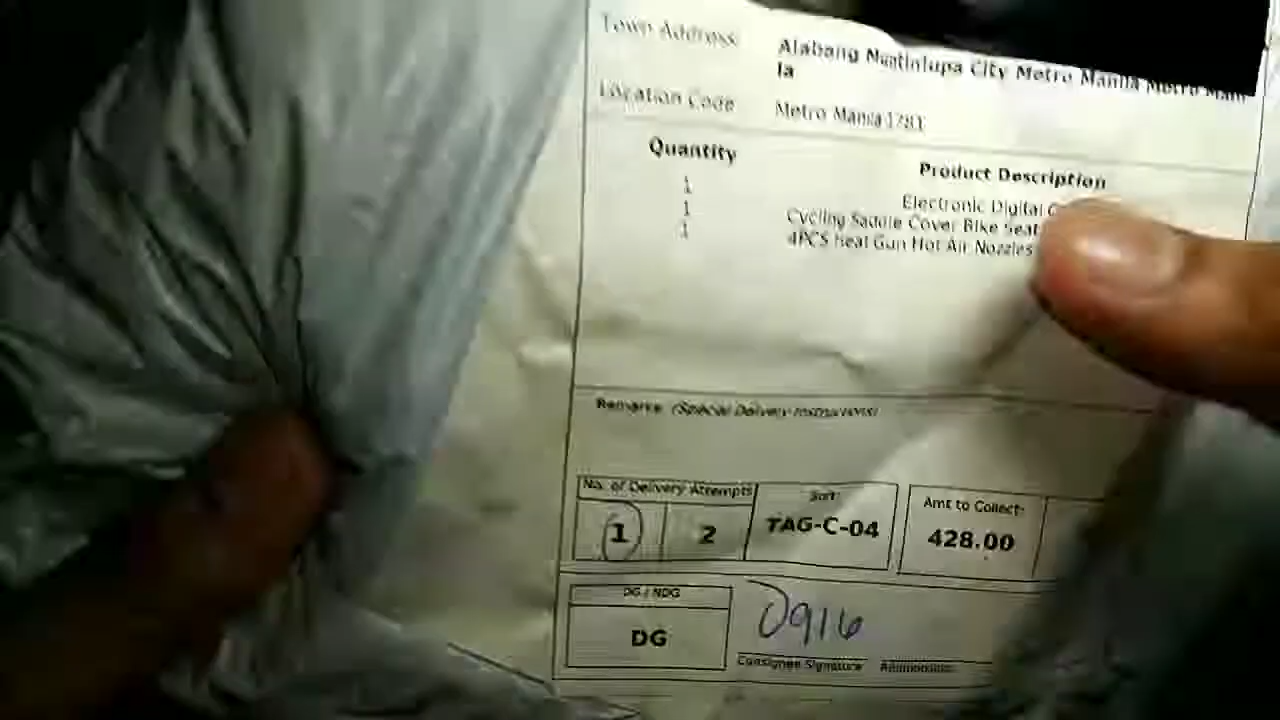 Town Address
Alabang Muntinlupa City Metro Manila Metro Mani
la
Location Code
Metro Manila 1781
Quantity
Product Description
1
Electronic Digital
1
Cycling Saddle Cover Bike Seat
1
4PCS Heat Gun Hot Air Nozzles
Remarks (Special Delivery Instructions)
No. of Delivery Attempts
Sort:
Amt to Collect:
1 2
TAG-C-04
428.00
DG / NDG
DG
0916
Consignee Signature